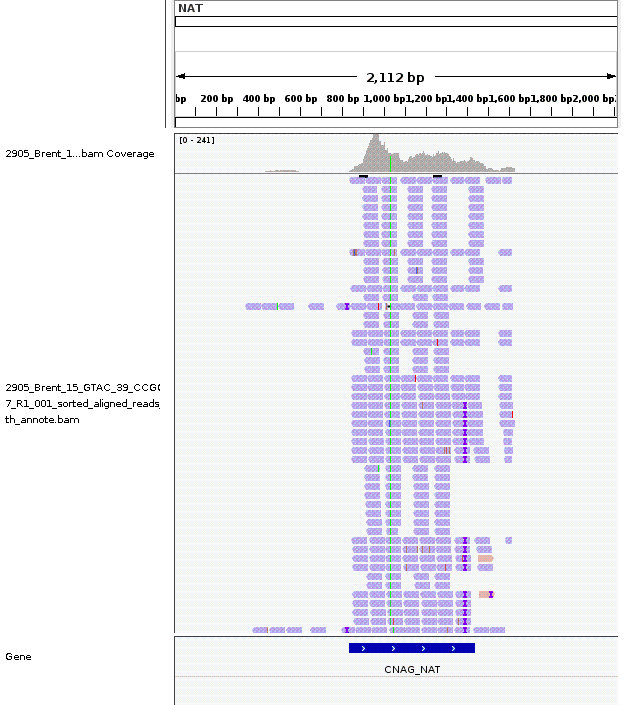 NAT
2,112 bp
bp 200 bp 400 bp 600 bp 800 bp 1,000 bp 1,200 bp 1,400 bp 1,600 bp 1,800 bp 2,000 bp
[0 - 241]
2905_Brent_1...bam Coverage
2905_Brent_15_GTAC_39_CCG
7_R1_001_sorted_aligned_reads_
th_annote.bam
Gene
CNAG_NAT